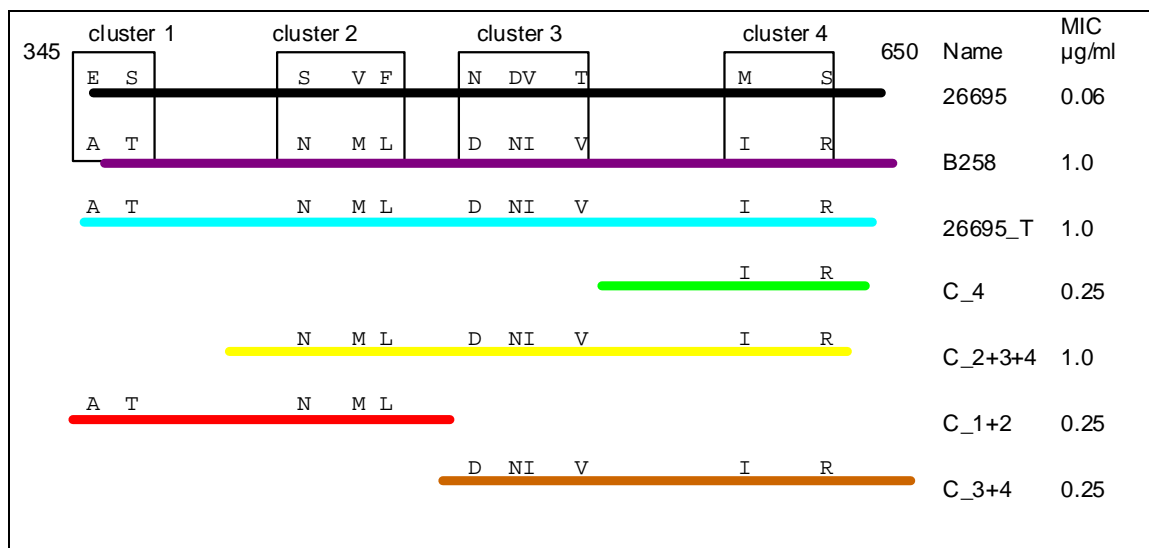 cluster 1 cluster 2 cluster 3 cluster 4 MIC
345 650 Name µg/ml
E S S V F N DV T M S
26695 0.06
A T N M L D NI V I R
B258 1.0
A T N M L D NI V I R
26695_T 1.0
I R
C_4 0.25
N M L D NI V I R
C_2+3+4 1.0
A T N M L
C_1+2 0.25
D NI V I R
C_3+4 0.25